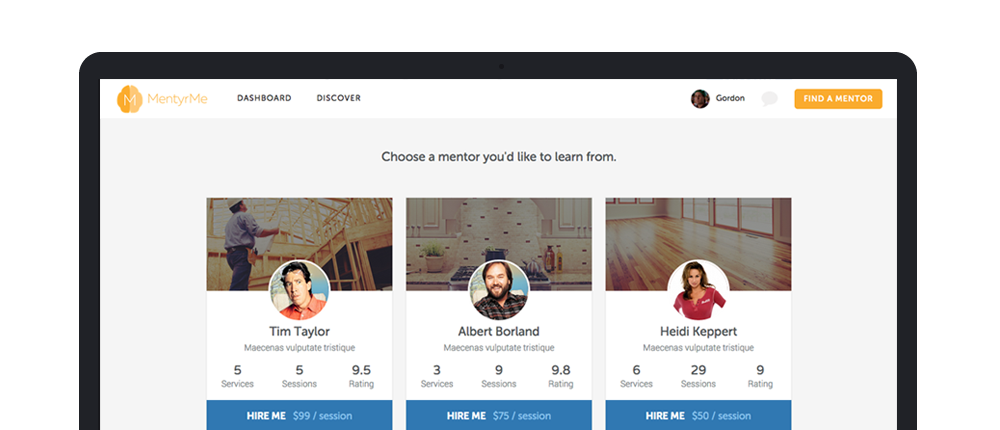 M MentyrMe DASHBOARD DISCOVER Gordon FIND A MENTOR
Choose a mentor you'd like to learn from.
Tim Taylor
Maecenas vulputate tristique
5 5 9.5
Services Sessions Rating
HIRE ME $99 / session
Albert Borland
Maecenas vulputate tristique
3 9 9.8
Services Sessions Rating
HIRE ME $75 / session
Heidi Keppert
Maecenas vulputate tristique
6 29 9
Services Sessions Rating
HIRE ME $50 / session